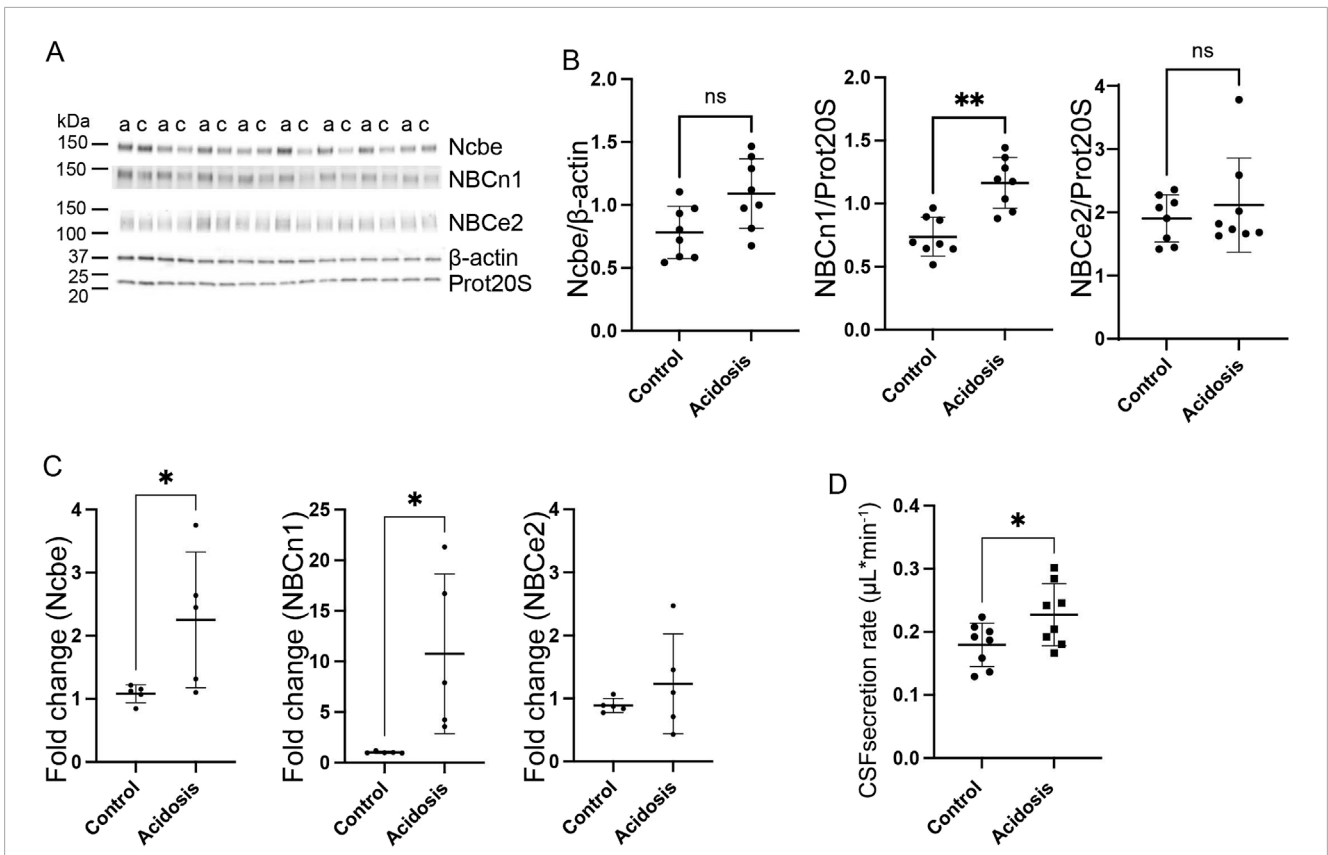 A
kDa
a c a c a c a c a c a c a c a c
150
Ncbe
150
NBCn1
150
NBCe2
100
37
β-actin
25
Prot20S
20
B
Ncbe/β-actin
2.0
1.5
1.0
0.5
0.0
ns
Control
Acidosis
NBCn1/Prot20S
2.0
1.5
1.0
0.5
0.0
**
Control
Acidosis
NBCe2/Prot20S
4
3
2
1
0
ns
Control
Acidosis
C
Fold change (Ncbe)
4
3
2
1
0
*
Control
Acidosis
Fold change (NBCn1)
25
20
15
10
5
0
*
Control
Acidosis
Fold change (NBCe2)
4
3
2
1
0
Control
Acidosis
D
CSFsecretion rate (µL*min⁻¹)
0.4
0.3
0.2
0.1
0.0
*
Control
Acidosis